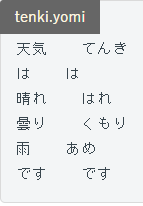 tenki.yomi
天気 てんき
は は
晴れ はれ
曇り くもり
雨 あめ
です です